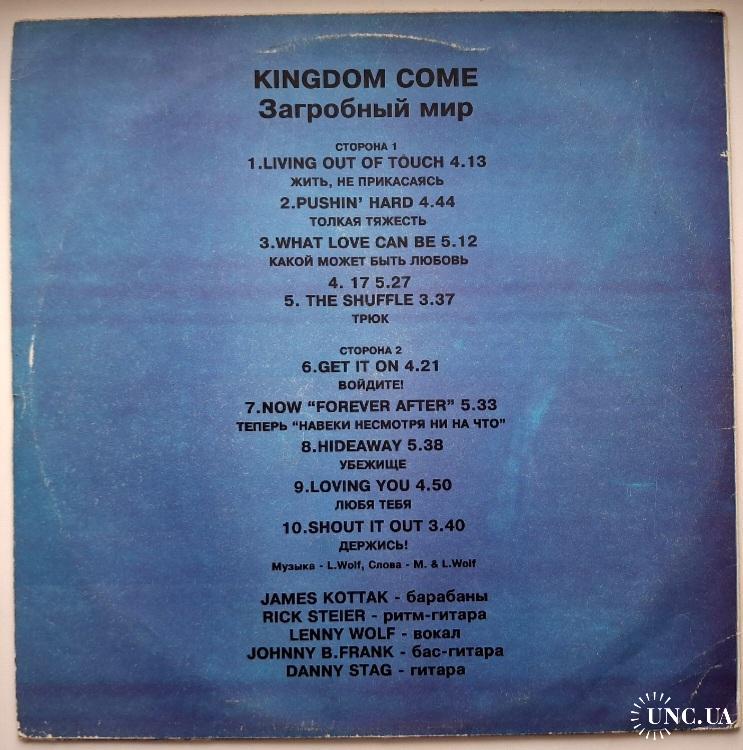 KINGDOM COME
Загробный мир
СТОРОНА 1
1.LIVING OUT OF TOUCH 4.13
ЖИТЬ, НЕ ПРИКАСАЯСЬ
2.PUSHIN' HARD 4.44
ТОЛКАЯ ТЯЖЕСТЬ
3.WHAT LOVE CAN BE 5.12
КАКОЙ МОЖЕТ БЫТЬ ЛЮБОВЬ
4. 17 5.27
5. THE SHUFFLE 3.37
ТРЮК
СТОРОНА 2
6.GET IT ON 4.21
ВОЙДИТЕ!
7.NOW "FOREVER AFTER" 5.33
ТЕПЕРЬ "НАВЕКИ НЕСМОТРЯ НИ НА ЧТО"
8.HIDEAWAY 5.38
УБЕЖИЩЕ
9.LOVING YOU 4.50
ЛЮБЯ ТЕБЯ
10.SHOUT IT OUT 3.40
ДЕРЖИСЬ!
Музыка - L.Wolf, Слова - M. & L.Wolf
JAMES KOTTAK - барабаны
RICK STEIER - ритм-гитара
LENNY WOLF - вокал
JOHNNY B.FRANK - бас-гитара
DANNY STAG - гитара
UNC.UA